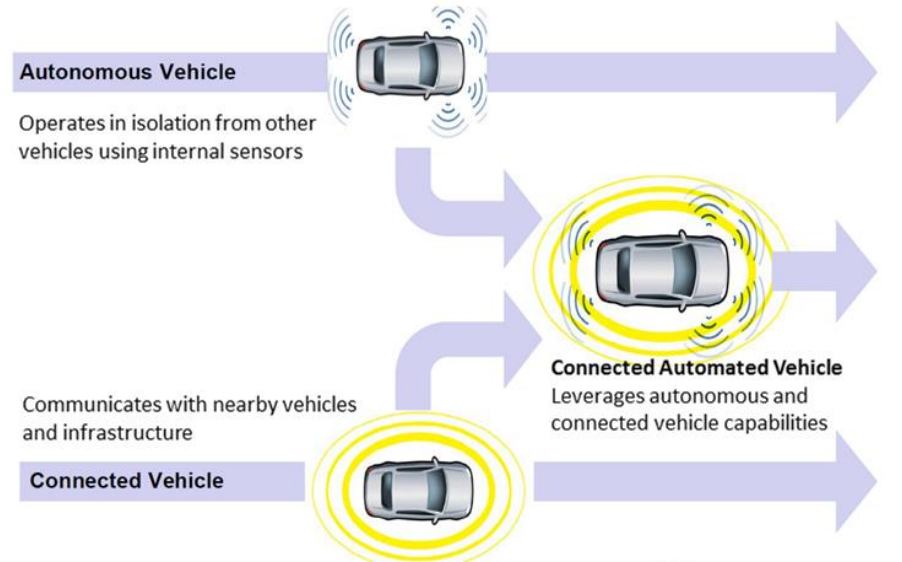 Autonomous Vehicle
Operates in isolation from other
vehicles using internal sensors
Connected Automated Vehicle
Leverages autonomous and
connected vehicle capabilities
Communicates with nearby vehicles
and infrastructure
Connected Vehicle